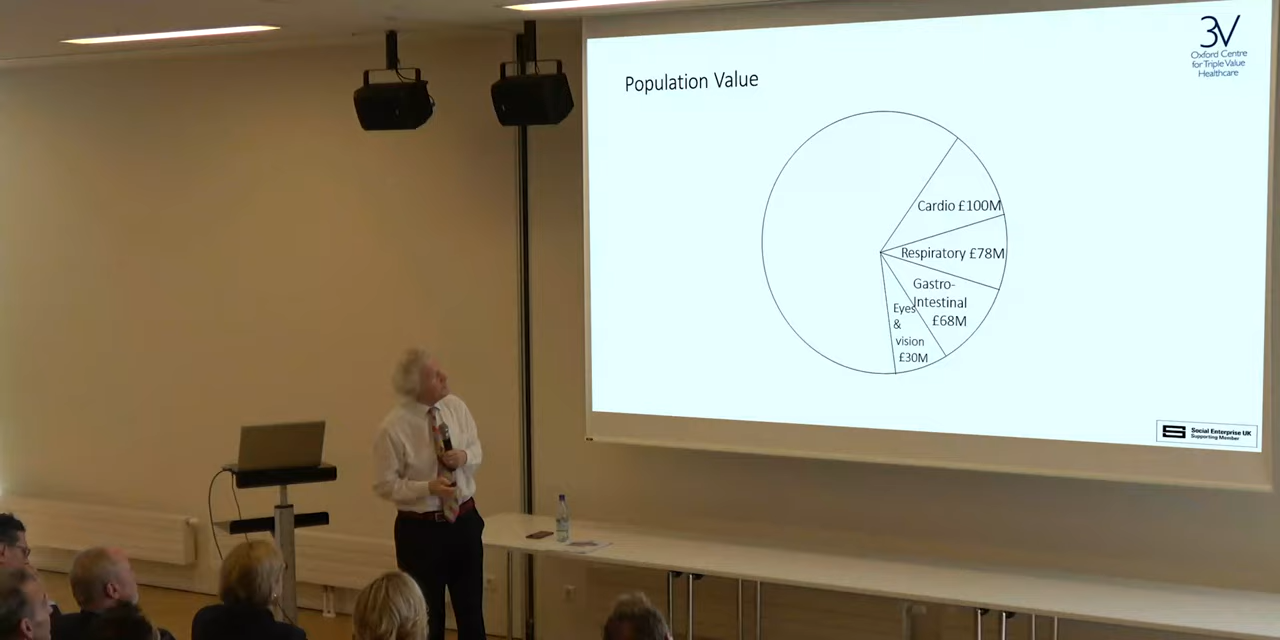 3V
Oxford Centre
for Triple Value
Healthcare
Population Value
Cardio £100M
Respiratory £78M
Gastro-
Intestinal
£68M
Eyes
&
vision
£30M
Social Enterprise UK
Supporting Member